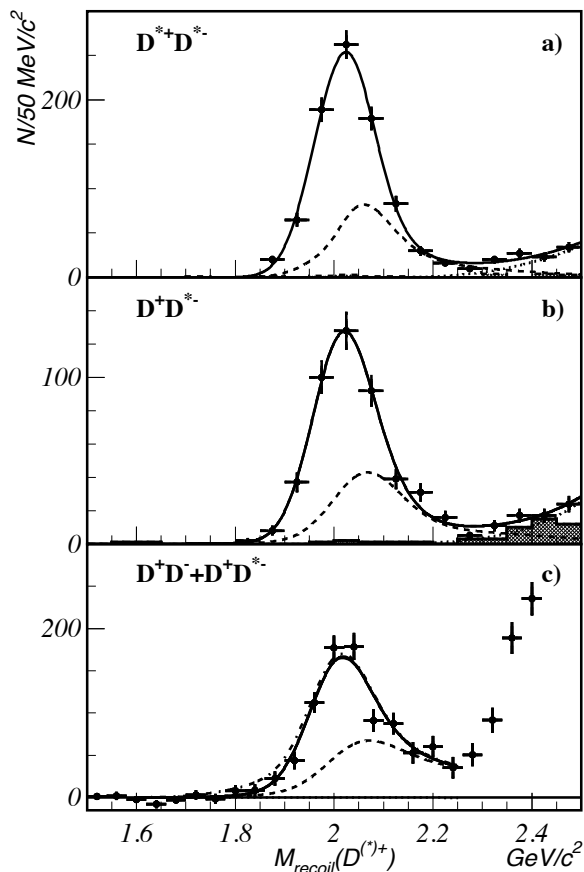 N/50 MeV/c²
D*+D*-
a)
200
0
D+D*-
b)
100
0
D+D-+D+D*-
c)
200
0
1.6 1.8 2 2.2 2.4
M_recoil(D(*)+) GeV/c²